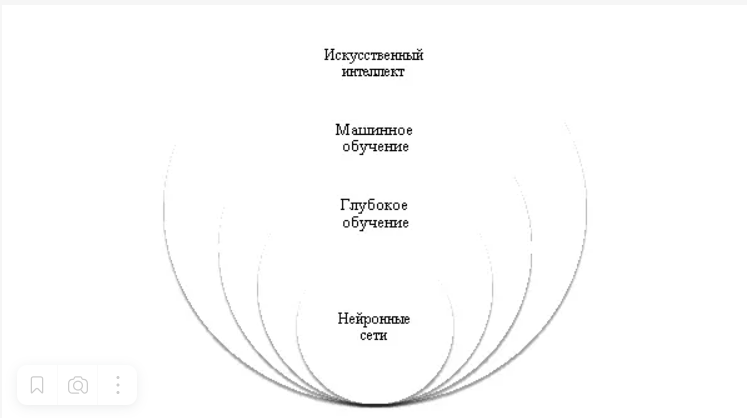 Искусственный
интеллект
Машинное
обучение
Глубокое
обучение
Нейронные
сети